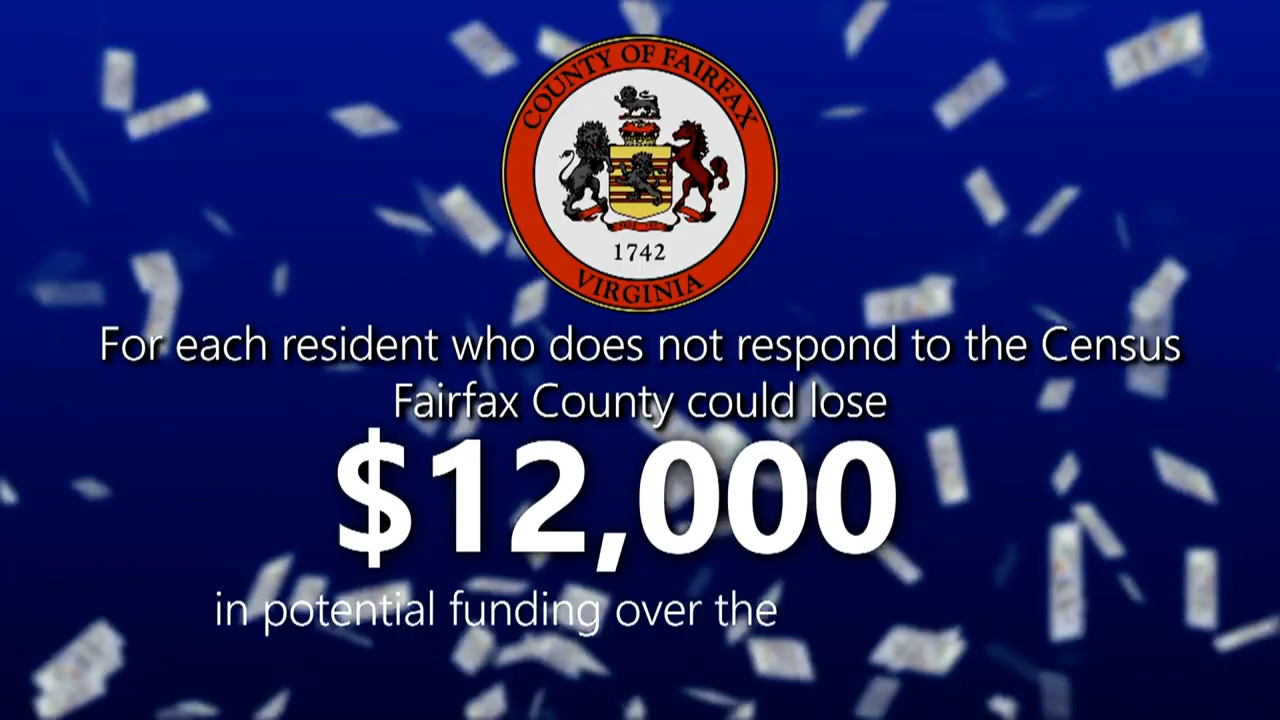 COUNTY OF FAIRFAX
1742
VIRGINIA
For each resident who does not respond to the Census
Fairfax County could lose
$12,000
in potential funding over the